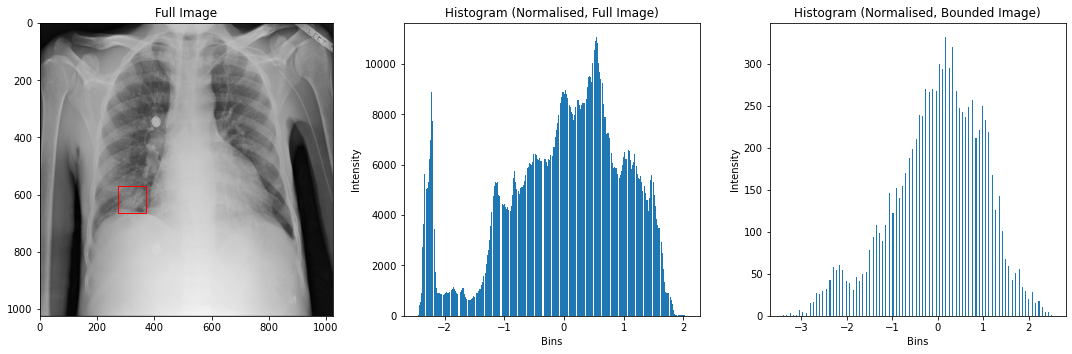 Full Image
0
200
400
600
800
1000
0 200 400 600 800 1000
Histogram (Normalised, Full Image)
Intensity
10000
8000
6000
4000
2000
0
−2 −1 0 1 2
Bins
Histogram (Normalised, Bounded Image)
Intensity
300
250
200
150
100
50
0
−3 −2 −1 0 1 2
Bins